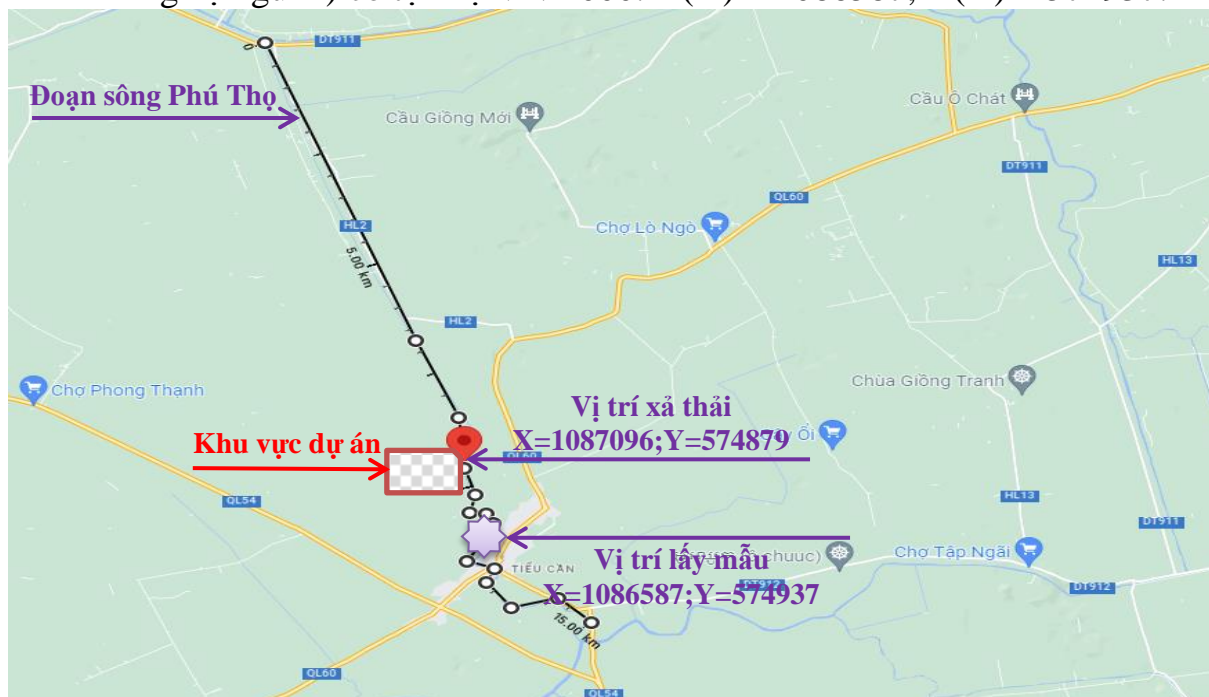 DT911
0
Đoạn sông Phú Thọ
Cầu Giồng Mới
Cầu Ô Chát
DT911
QL60
HL2
Chợ Lò Ngò
5.00 km
HL13
HL2
Chợ Phong Thạnh
Chùa Giồng Tranh
Vị trí xả thải
X=1087096;Y=574879
Khu vực dự án
QL60
QL54
HL13
DT911
Vị trí lấy mẫu
Chợ Tập Ngãi
TIỂU CẦN
X=1086587;Y=574937
DT912
DT912
15.00 km
QL60
QL54